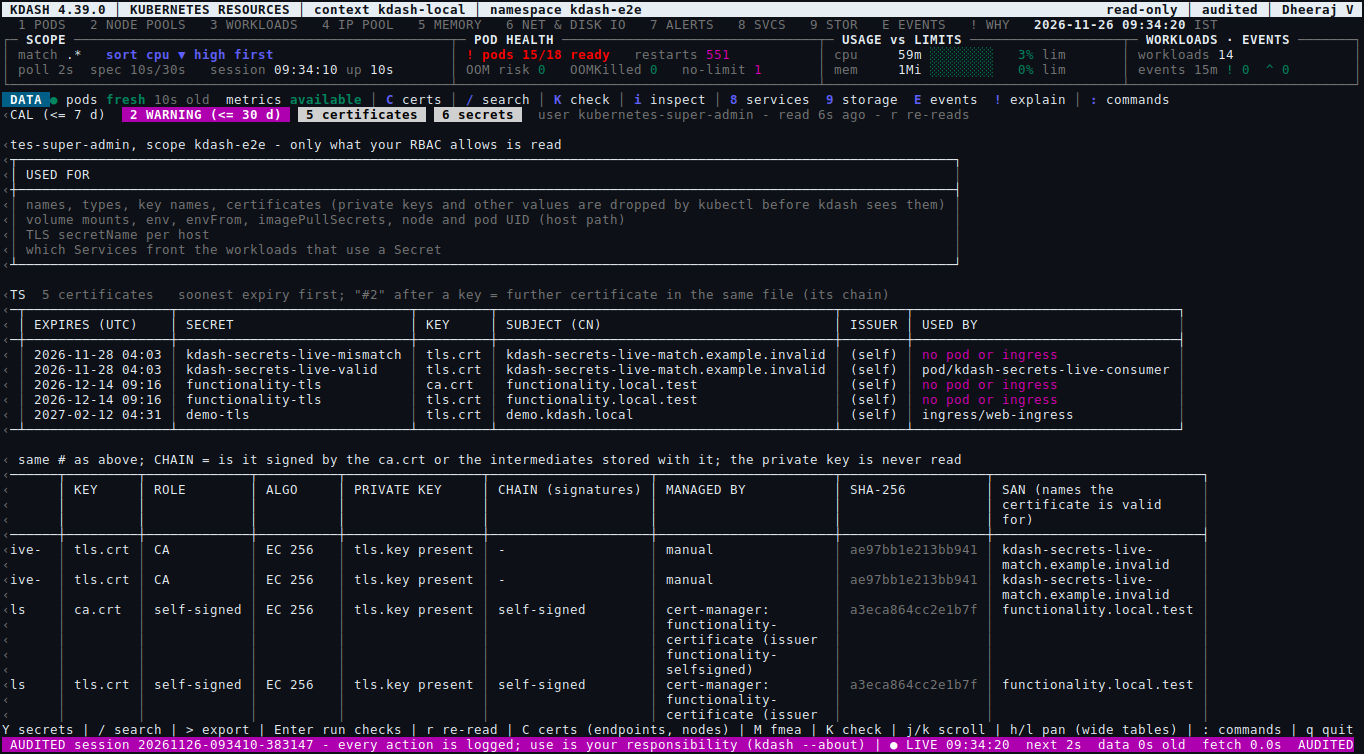 KDASH 4.39.0 │ KUBERNETES RESOURCES │ context kdash-local │ namespace kdash-e2e read-only │ audited │ Dheeraj V
1 PODS 2 NODE POOLS 3 WORKLOADS 4 IP POOL 5 MEMORY 6 NET & DISK IO 7 ALERTS 8 SVCS 9 STOR E EVENTS ! WHY 2026-11-26 09:34:20 IST
SCOPE POD HEALTH USAGE vs LIMITS WORKLOADS · EVENTS
match .* sort cpu ▼ high first │ ! pods 15/18 ready restarts 551 │ cpu 59m 3% lim │ workloads 14
poll 2s spec 10s/30s session 09:34:10 up 10s │ OOM risk 0 OOMKilled 0 no-limit 1 │ mem 1Mi 0% lim │ events 15m ! 0 ^ 0
DATA ● pods fresh 10s old metrics available │ C certs │ / search │ K check │ i inspect │ 8 services 9 storage E events ! explain │ : commands
‹CAL (<= 7 d) 2 WARNING (<= 30 d) 5 certificates 6 secrets user kubernetes-super-admin - read 6s ago - r re-reads
‹tes-super-admin, scope kdash-e2e - only what your RBAC allows is read
‹│ USED FOR
‹│ names, types, key names, certificates (private keys and other values are dropped by kubectl before kdash sees them) │
‹│ volume mounts, env, envFrom, imagePullSecrets, node and pod UID (host path)
‹│ TLS secretName per host
‹│ which Services front the workloads that use a Secret
‹TS 5 certificates soonest expiry first; "#2" after a key = further certificate in the same file (its chain)
‹ │ EXPIRES (UTC) │ SECRET │ KEY │ SUBJECT (CN) │ ISSUER │ USED BY │
‹ │ 2026-11-28 04:03 │ kdash-secrets-live-mismatch │ tls.crt │ kdash-secrets-live-match.example.invalid │ (self) │ no pod or ingress │
‹ │ 2026-11-28 04:03 │ kdash-secrets-live-valid │ tls.crt │ kdash-secrets-live-match.example.invalid │ (self) │ pod/kdash-secrets-live-consumer │
‹ │ 2026-12-14 09:16 │ functionality-tls │ ca.crt │ functionality.local.test │ (self) │ no pod or ingress │
‹ │ 2026-12-14 09:16 │ functionality-tls │ tls.crt │ functionality.local.test │ (self) │ no pod or ingress │
‹ │ 2027-02-12 04:31 │ demo-tls │ tls.crt │ demo.kdash.local │ (self) │ ingress/web-ingress │
‹ same # as above; CHAIN = is it signed by the ca.crt or the intermediates stored with it; the private key is never read
‹ │ KEY │ ROLE │ ALGO │ PRIVATE KEY │ CHAIN (signatures) │ MANAGED BY │ SHA-256 │ SAN (names the
‹ certificate is valid
‹ for)
‹ive- │ tls.crt │ CA │ EC 256 │ tls.key present │ - │ manual │ ae97bb1e213bb941 │ kdash-secrets-live-
‹ match.example.invalid
‹ive- │ tls.crt │ CA │ EC 256 │ tls.key present │ - │ manual │ ae97bb1e213bb941 │ kdash-secrets-live-
‹ match.example.invalid
‹ls │ ca.crt │ self-signed │ EC 256 │ tls.key present │ self-signed │ cert-manager: │ a3eca864cc2e1b7f │ functionality.local.test
‹ functionality-
‹ certificate (issuer
‹ functionality-
‹ selfsigned)
‹ls │ tls.crt │ self-signed │ EC 256 │ tls.key present │ self-signed │ cert-manager: │ a3eca864cc2e1b7f │ functionality.local.test
‹ functionality-
‹ certificate (issuer
Y secrets | / search | > export | Enter run checks | r re-read | C certs (endpoints, nodes) | M fmea | K check | j/k scroll | h/l pan (wide tables) | : commands | q quit
AUDITED session 20261126-093410-383147 - every action is logged; use is your responsibility (kdash --about) | ● LIVE 09:34:20 next 2s data 0s old fetch 0.0s AUDITED